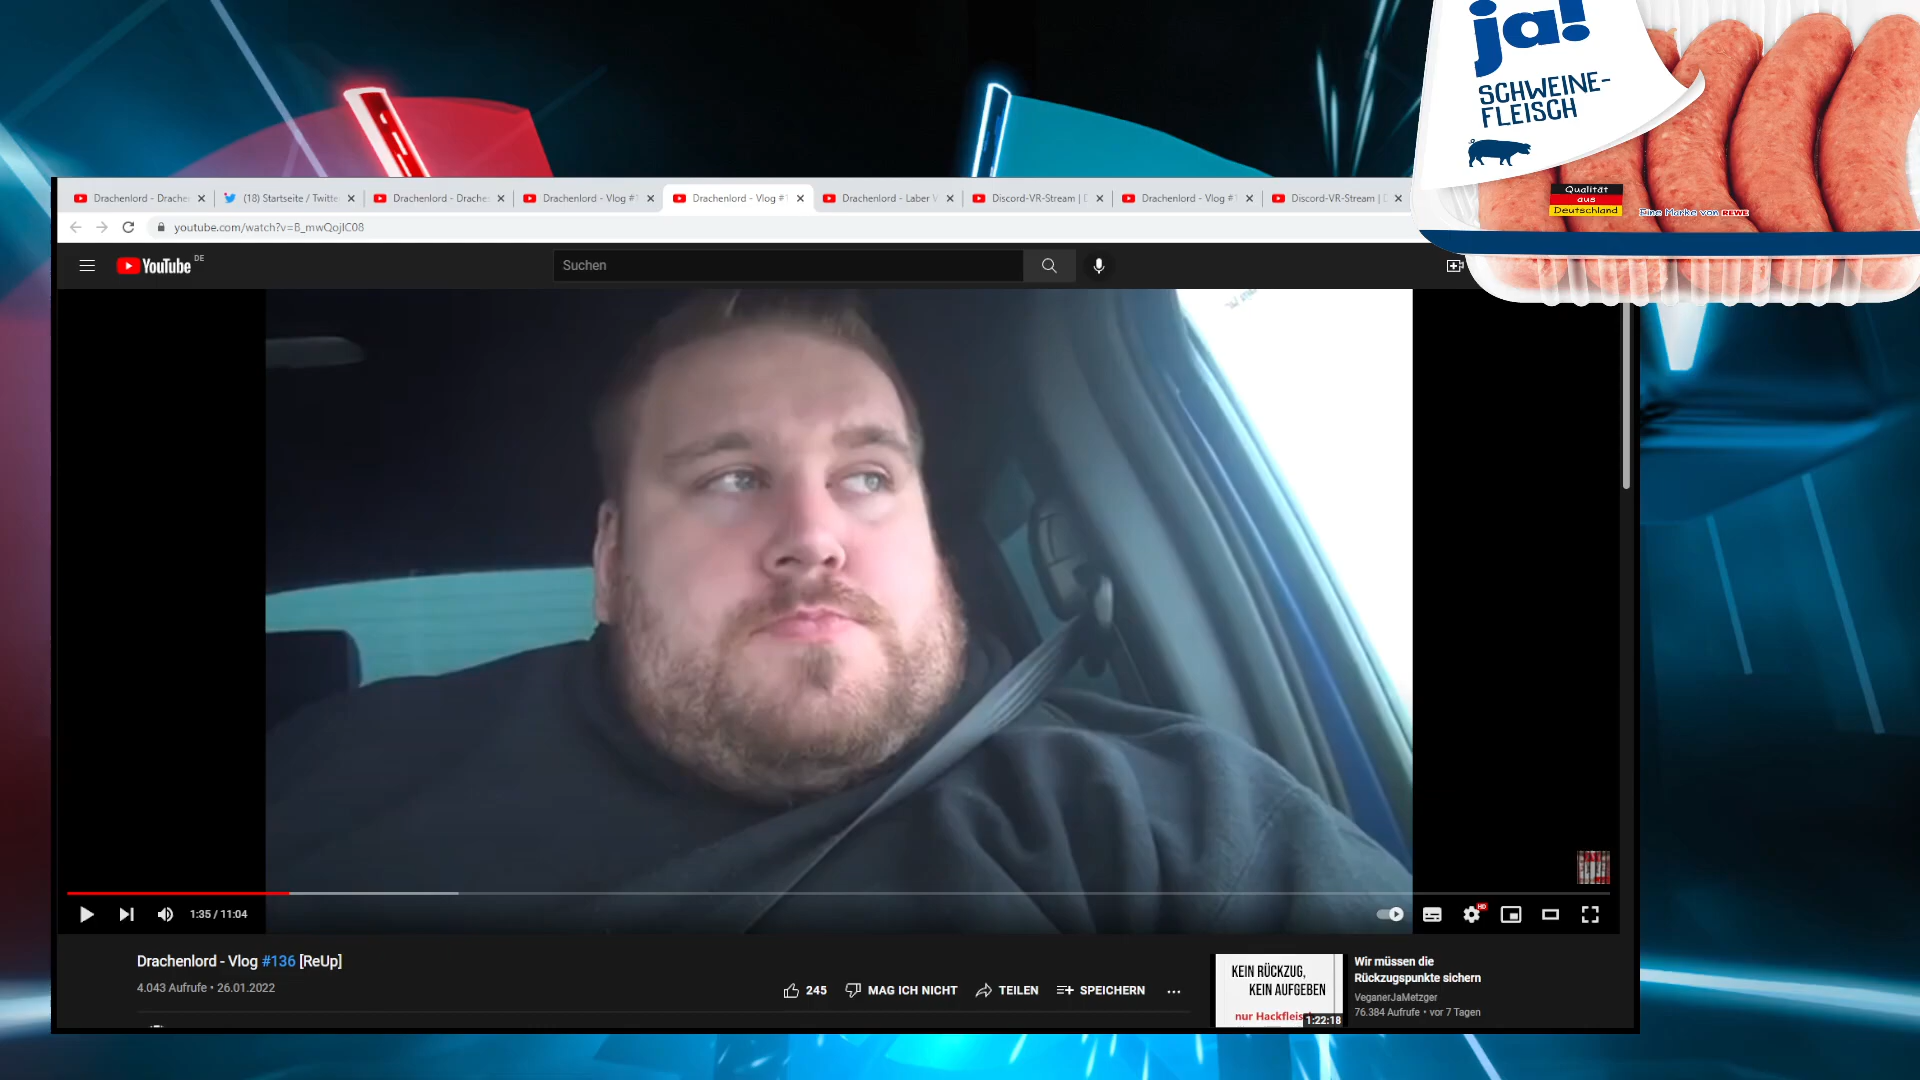 ja!
SCHWEINE-
FLEISCH
Qualität
aus
Deutschland
Eine Marke von REWE
Drachenlord - Drache
(18) Startseite / Twitte
Drachenlord - Drache
Drachenlord - Vlog #
Drachenlord - Vlog #1
Drachenlord - Laber V
Discord-VR-Stream |
Drachenlord - Vlog #
Discord-VR-Stream |
youtube.com/watch?v=B_mwQojlC08
YouTube DE
Suchen
HD
1:35 / 11:04
Drachenlord - Vlog #136 [ReUp]
4.043 Aufrufe • 26.01.2022
245 MAG ICH NICHT TEILEN SPEICHERN
KEIN RÜCKZUG,
KEIN AUFGEBEN
nur Hackfleis
1:22:18
Wir müssen die
Rückzugspunkte sichern
VeganerJaMetzger
76.384 Aufrufe • vor 7 Tagen